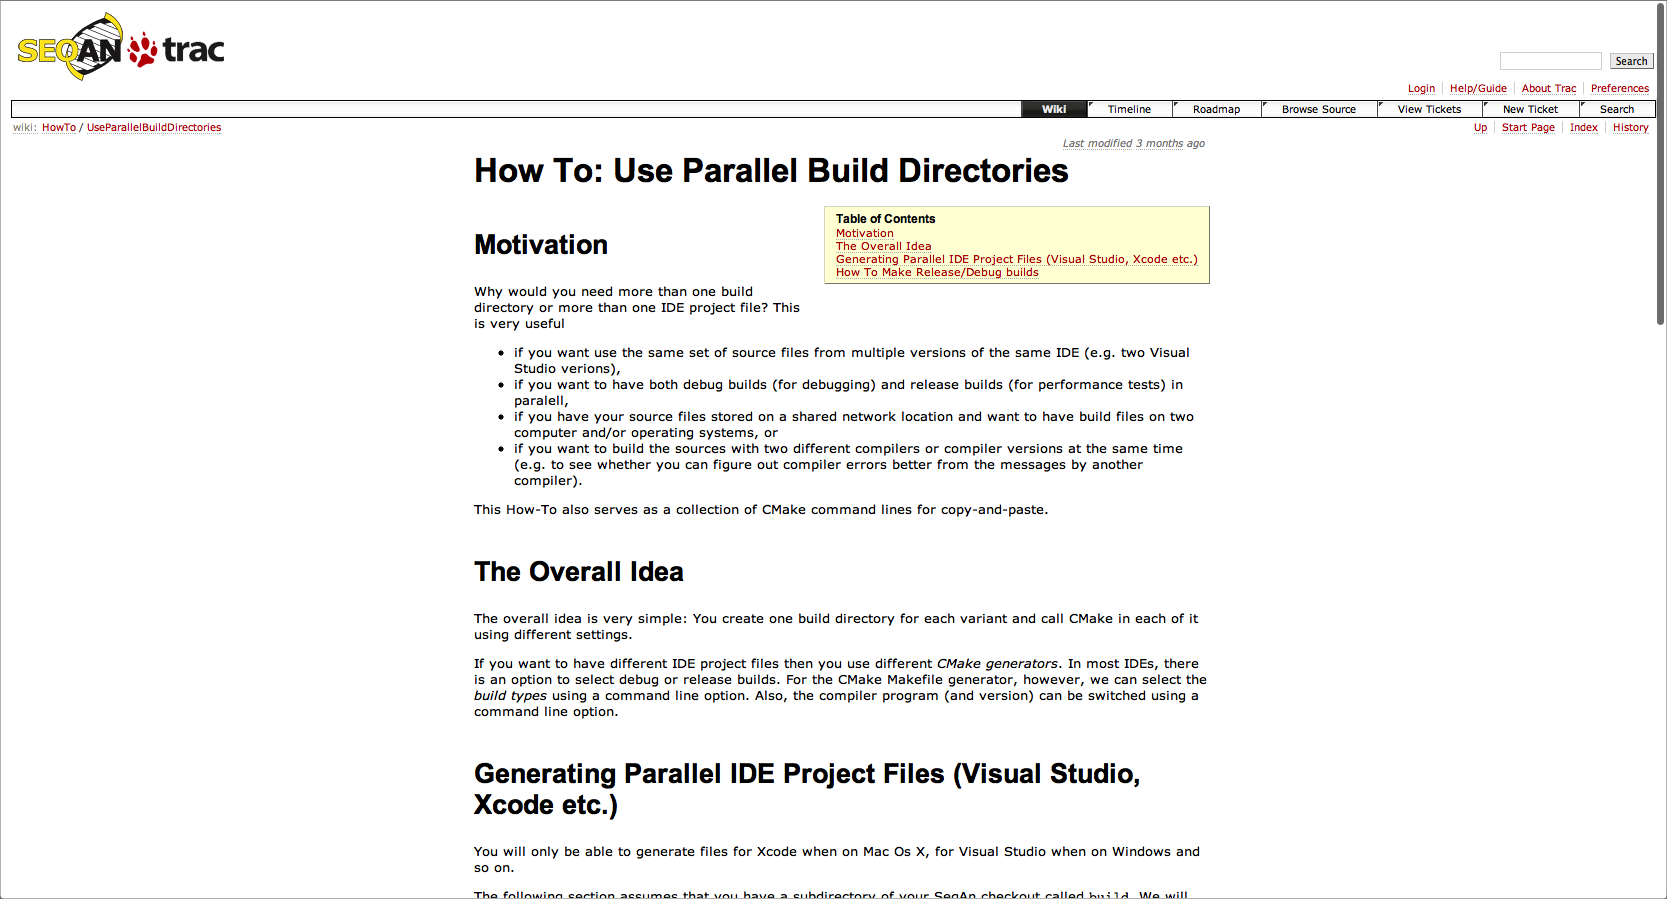 SEQAN trac
Search
Login Help/Guide About Trac Preferences
Wiki Timeline Roadmap Browse Source View Tickets New Ticket Search
wiki: HowTo / UseParallelBuildDirectories
Up Start Page Index History
Last modified 3 months ago
How To: Use Parallel Build Directories
Table of Contents
Motivation
The Overall Idea
Generating Parallel IDE Project Files (Visual Studio, Xcode etc.)
How To Make Release/Debug builds
Motivation
Why would you need more than one build
directory or more than one IDE project file? This
is very useful
• if you want use the same set of source files from multiple versions of the same IDE (e.g. two Visual
Studio verions),
• if you want to have both debug builds (for debugging) and release builds (for performance tests) in
paralell,
• if you have your source files stored on a shared network location and want to have build files on two
computer and/or operating systems, or
• if you want to build the sources with two different compilers or compiler versions at the same time
(e.g. to see whether you can figure out compiler errors better from the messages by another
compiler).
This How-To also serves as a collection of CMake command lines for copy-and-paste.
The Overall Idea
The overall idea is very simple: You create one build directory for each variant and call CMake in each of it
using different settings.
If you want to have different IDE project files then you use different CMake generators. In most IDEs, there
is an option to select debug or release builds. For the CMake Makefile generator, however, we can select the
build types using a command line option. Also, the compiler program (and version) can be switched using a
command line option.
Generating Parallel IDE Project Files (Visual Studio,
Xcode etc.)
You will only be able to generate files for Xcode when on Mac Os X, for Visual Studio when on Windows and
so on.
The following section assumes that you have a subdirectory of your SeqAn checkout called build. We will